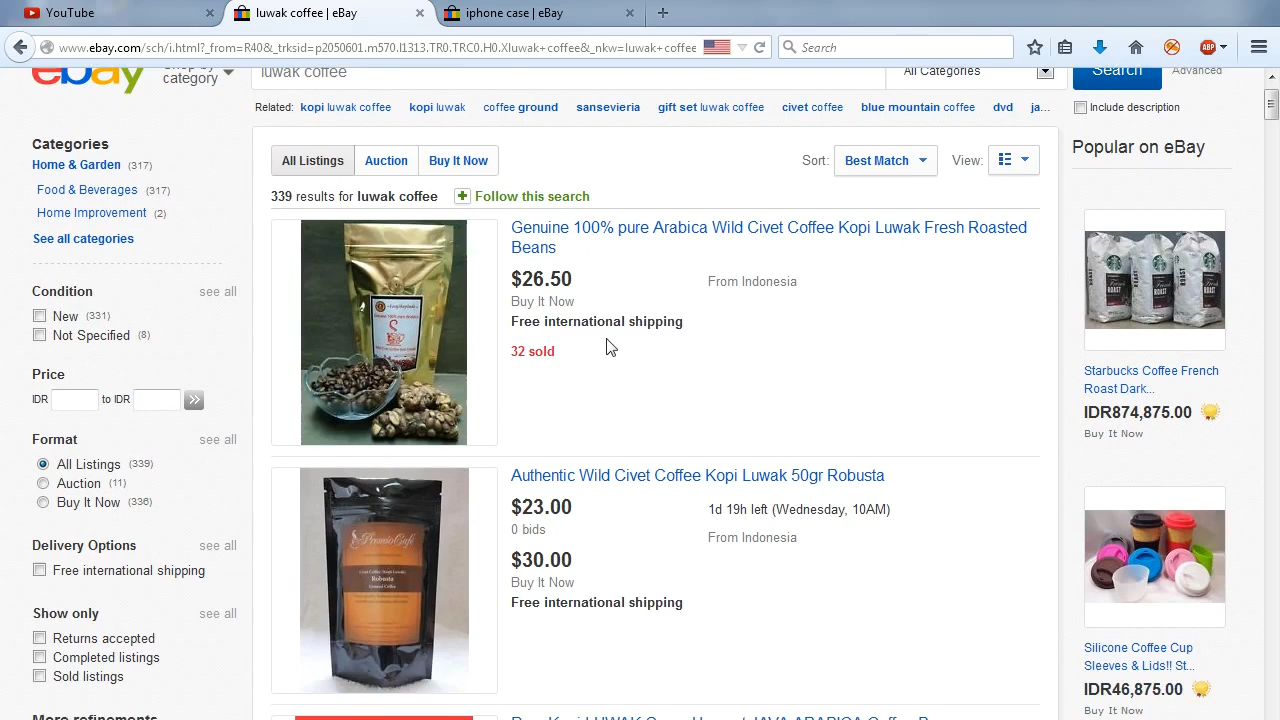 YouTube
luwak coffee | eBay
iphone case | eBay
www.ebay.com/sch/i.html?_from=R40&_trksid=p2050601.m570.l1313.TR0.TRC0.H0.Xluwak+coffee&_nkw=luwak+coffee
Search
ABP
ebay
Shop by
category
luwak coffee
All Categories
Search
Advanced
Related: kopi luwak coffee kopi luwak coffee ground sansevieria gift set luwak coffee civet coffee blue mountain coffee dvd ja...
Include description
Categories
Home & Garden (317)
Food & Beverages (317)
Home Improvement (2)
See all categories
Condition see all
New (331)
Not Specified (8)
Price
IDR to IDR
Format see all
All Listings (339)
Auction (11)
Buy It Now (336)
Delivery Options see all
Free international shipping
Show only see all
Returns accepted
Completed listings
Sold listings
More refinements
All Listings Auction Buy It Now
Sort: Best Match View:
339 results for luwak coffee Follow this search
Genuine 100% pure Arabica Wild Civet Coffee Kopi Luwak Fresh Roasted
Beans
$26.50
From Indonesia
Buy It Now
Free international shipping
32 sold
Authentic Wild Civet Coffee Kopi Luwak 50gr Robusta
$23.00
1d 19h left (Wednesday, 10AM)
0 bids
From Indonesia
$30.00
Buy It Now
Free international shipping
Robusta
Popular on eBay
Starbucks Coffee French
Roast Dark...
IDR874,875.00
Buy It Now
Silicone Coffee Cup
Sleeves & Lids!! St...
IDR46,875.00
Buy It Now